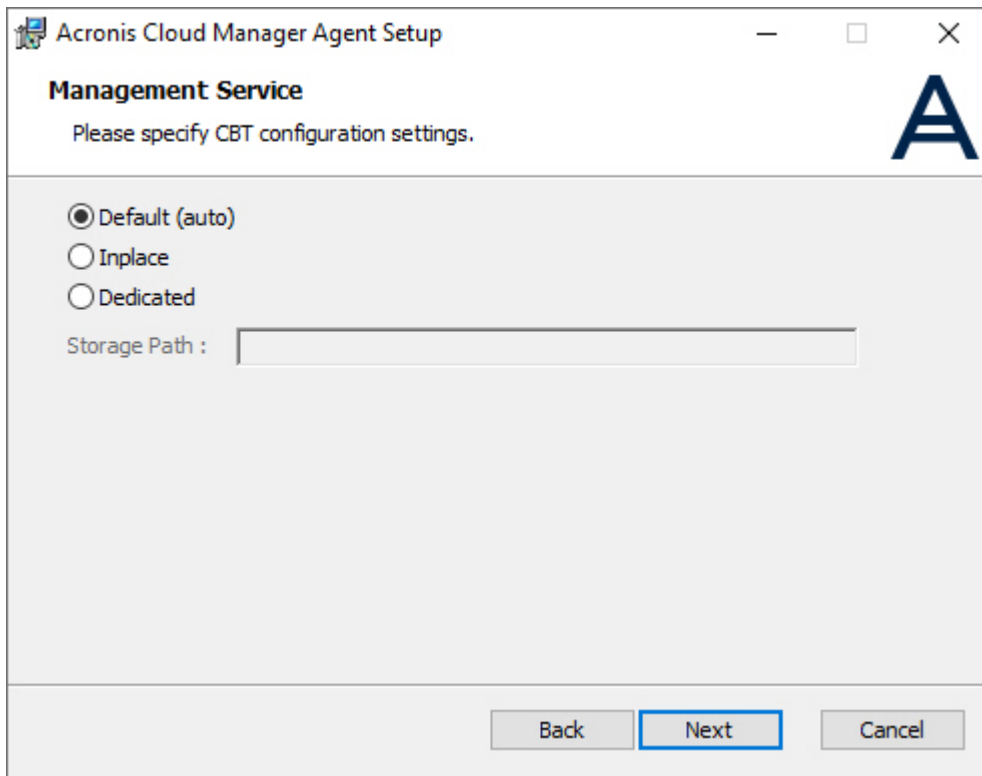 Acronis Cloud Manager Agent Setup
Management Service
Please specify CBT configuration settings.
Default (auto)
Inplace
Dedicated
Storage Path :
Back Next Cancel